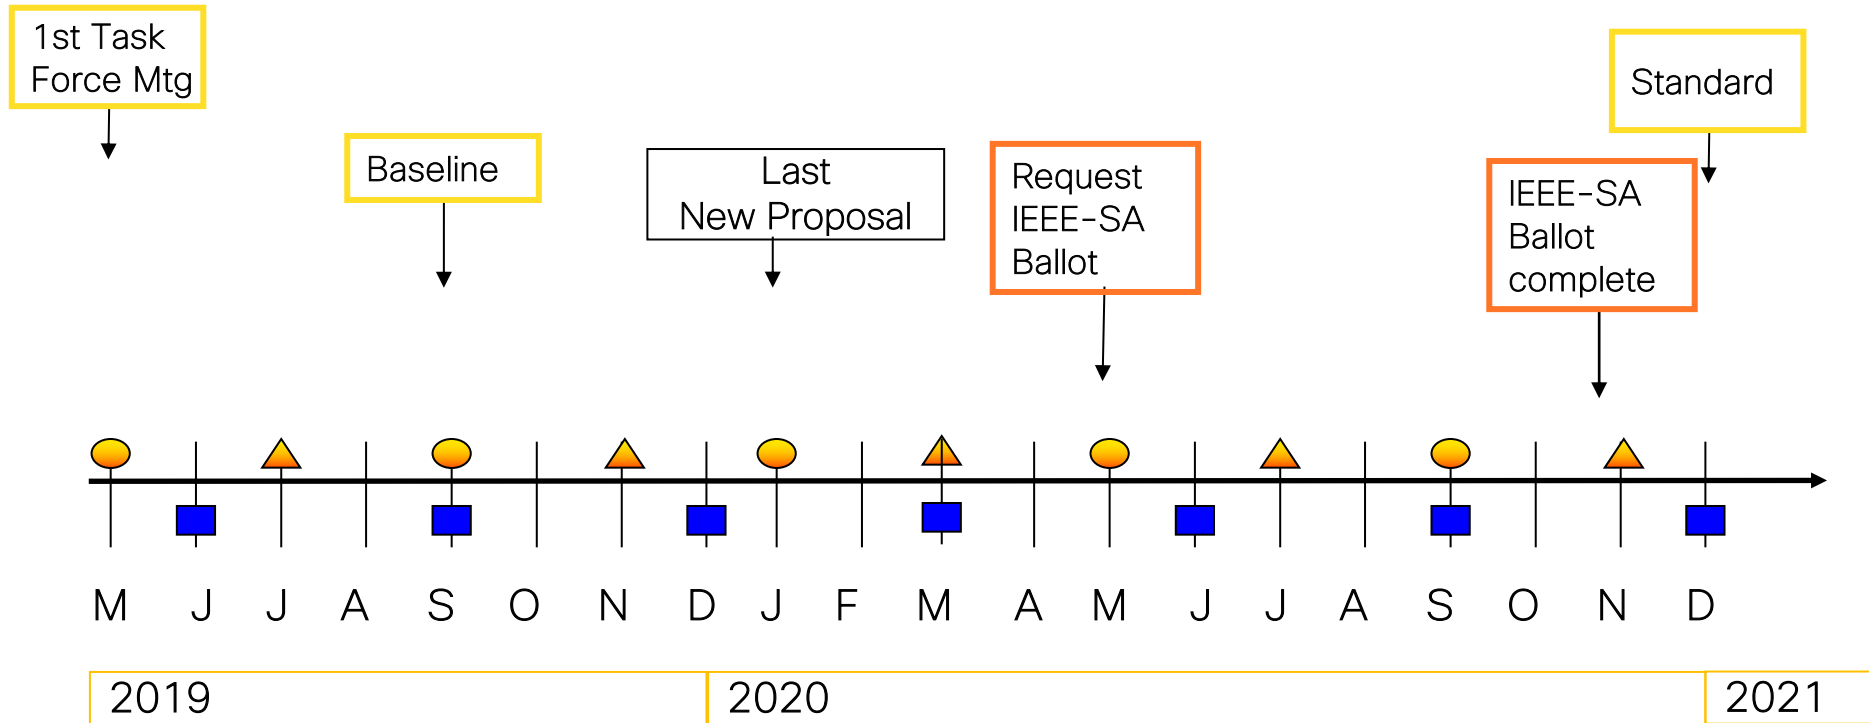 1st Task
Force Mtg
Baseline
Last
New Proposal
Request
IEEE-SA
Ballot
IEEE-SA
Ballot
complete
Standard
M J J A S O N D J F M A M J J A S O N D
2019 2020 2021